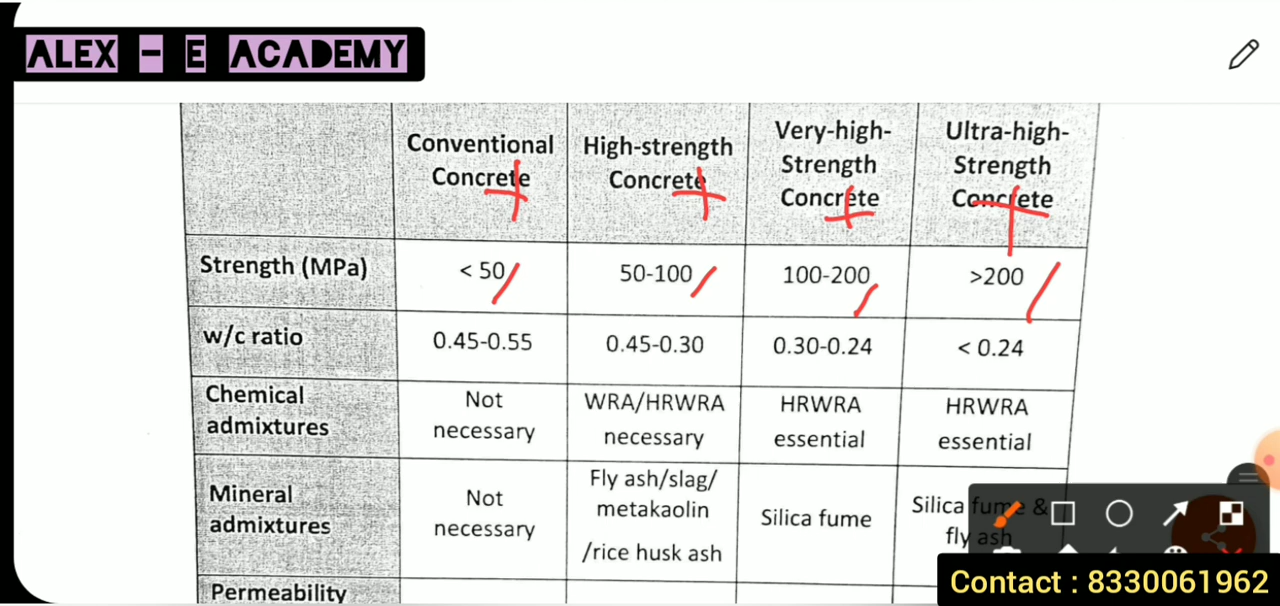 ALEX - E ACADEMY
Conventional Concrete
High-strength Concrete
Very-high-Strength Concrete
Ultra-high-Strength Concrete
Strength (MPa) < 50 50-100 100-200 >200
w/c ratio 0.45-0.55 0.45-0.30 0.30-0.24 < 0.24
Chemical admixtures
Not necessary
WRA/HRWRA necessary
HRWRA essential
HRWRA essential
Mineral admixtures
Not necessary
Fly ash/slag/
metakaolin
/rice husk ash
Silica fume
Silica fume &
fly ash
Permeability
Contact : 8330061962